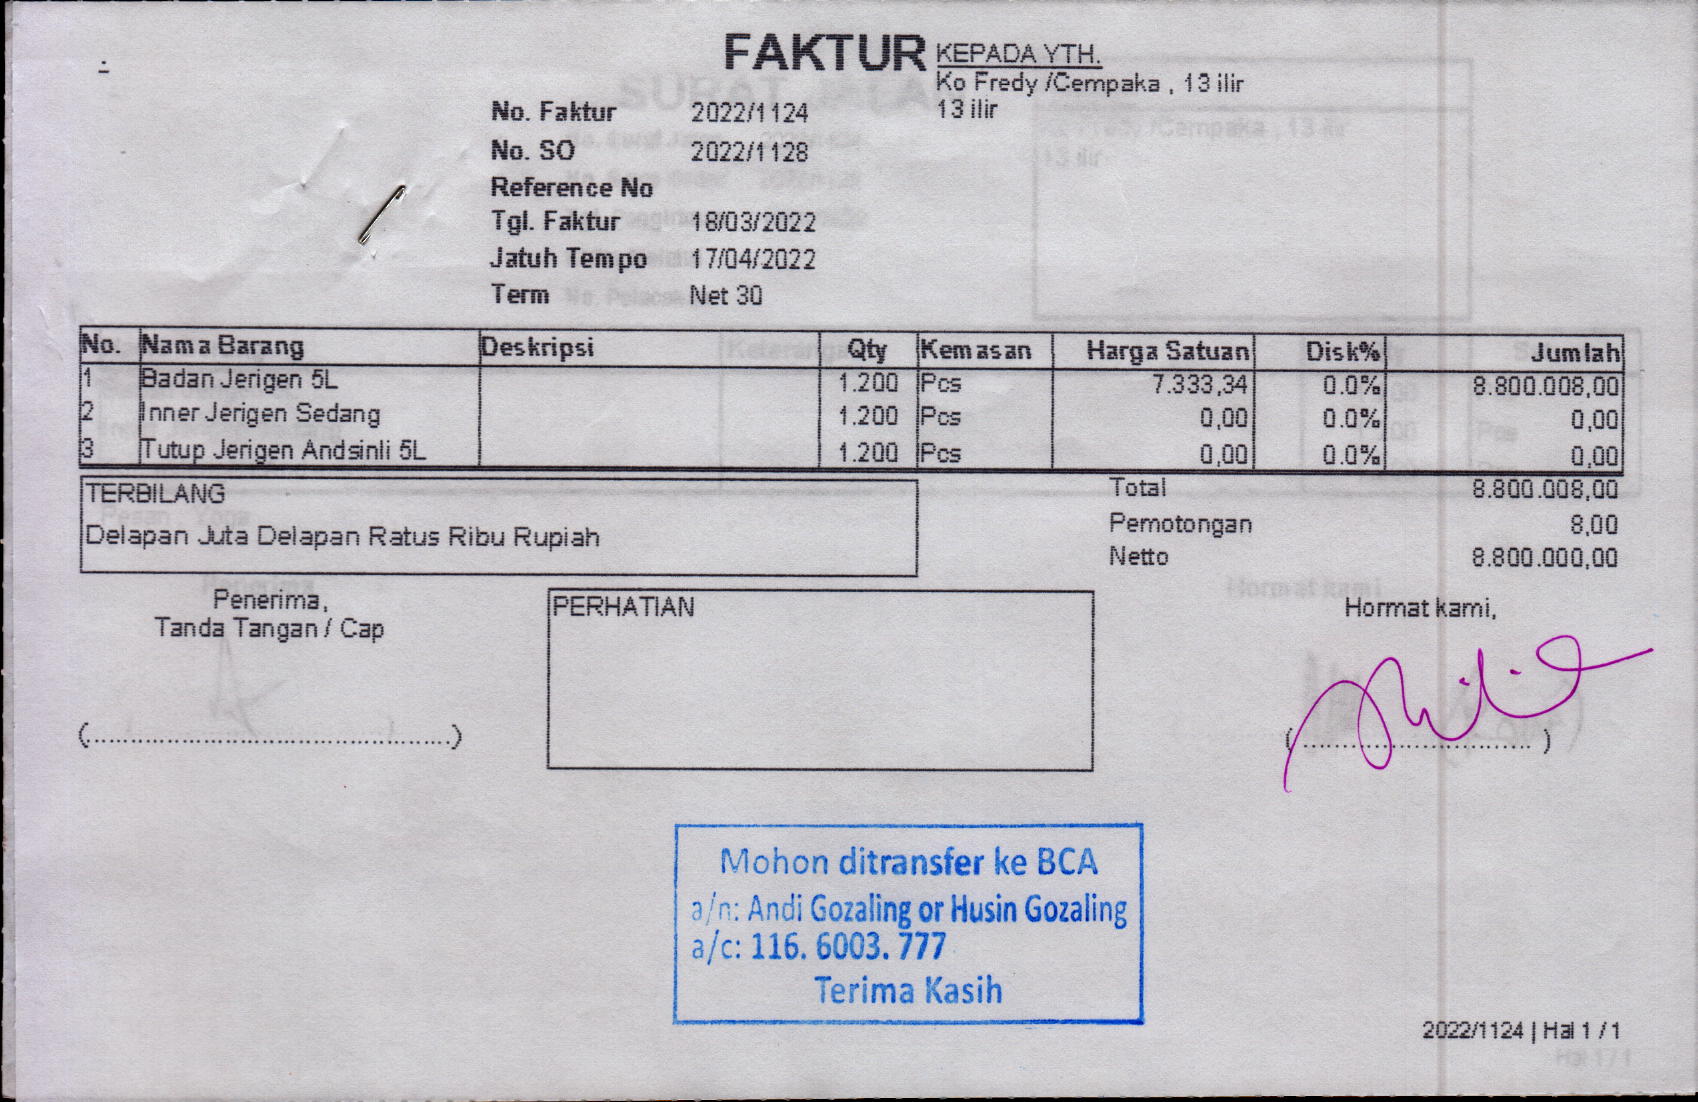 FAKTUR
KEPADA YTH.
Ko Fredy /Cempaka , 13 ilir
13 ilir
No. Faktur 2022/1124
No. SO 2022/1128
Reference No
Tgl. Faktur 18/03/2022
Jatuh Tempo 17/04/2022
Term Net 30
No. Nama Barang Deskripsi Qty Kemasan Harga Satuan Disk% Jumlah
1 Badan Jerigen 5L 1.200 Pcs 7.333,34 0.0% 8.800.008,00
2 Inner Jerigen Sedang 1.200 Pcs 0,00 0.0% 0,00
3 Tutup Jerigen Andsinli 5L 1.200 Pcs 0,00 0.0% 0,00
TERBILANG
Delapan Juta Delapan Ratus Ribu Rupiah
Total 8.800.008,00
Pemotongan 8,00
Netto 8.800.000,00
Penerima,
Tanda Tangan / Cap
(................................................)
PERHATIAN
Hormat kami,
( .............................. )
Mohon ditransfer ke BCA
a/n: Andi Gozaling or Husin Gozaling
a/c: 116. 6003. 777
Terima Kasih
2022/1124 | Hal 1 / 1